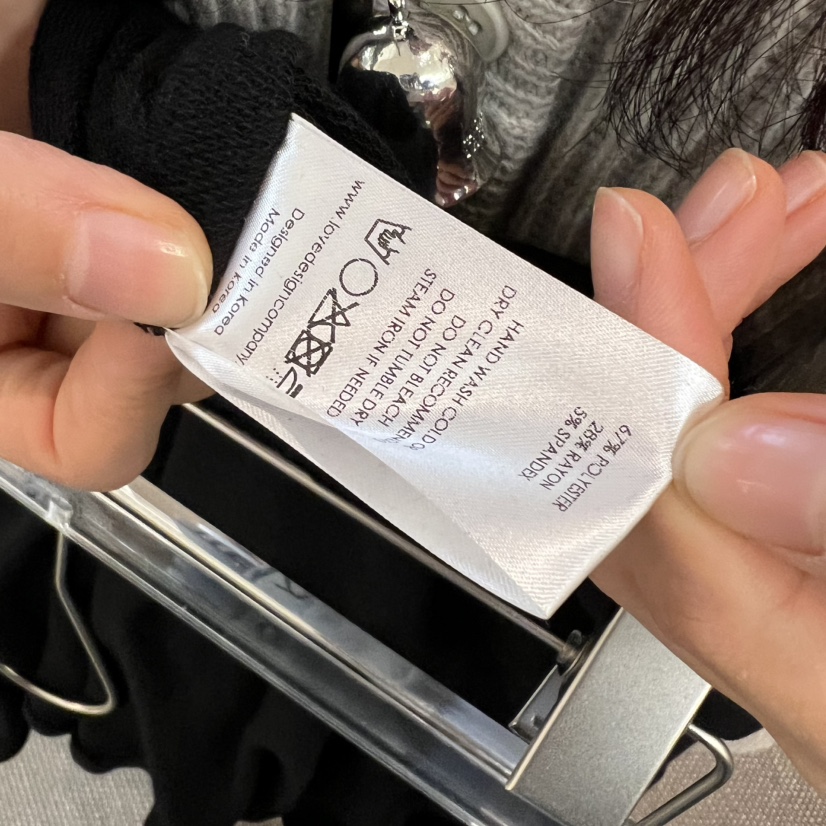 67% POLYESTER
28% RAYON
5% SPANDEX
DRY CLEAN RECOMMEN
HAND WASH COLD
DO NOT BLEACH
DO NOT TUMBLE DRY
STEAM IRON IF NEEDED
www.lovedesigncompany
Designed in Korea
Made in Korea